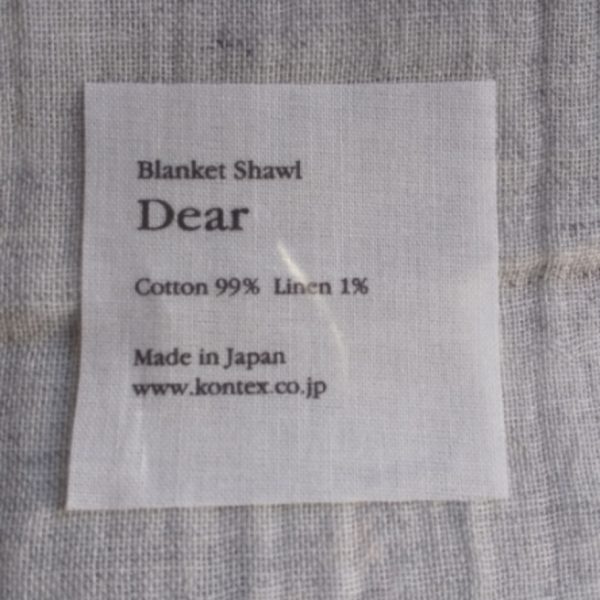 Blanket Shawl
Dear
Cotton 99% Linen 1%
Made in Japan
www.kontex.co.jp